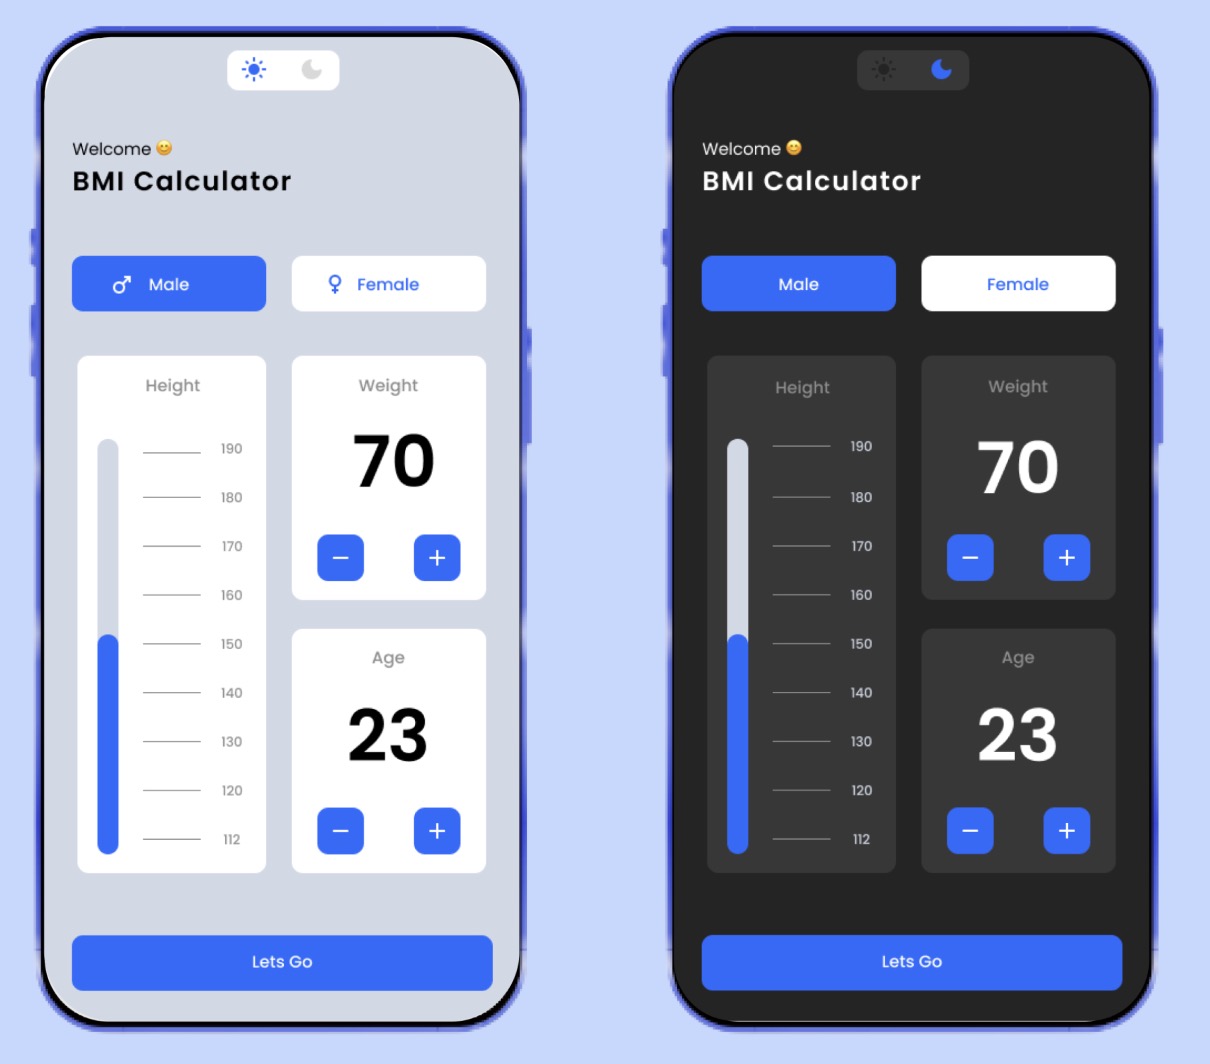 Welcome 😊
BMI Calculator
Male
Female
Height
190
180
170
160
150
140
130
120
112
Weight
70
−
+
Age
23
−
+
Lets Go
Welcome 😊
BMI Calculator
Male
Female
Height
190
180
170
160
150
140
130
120
112
Weight
70
−
+
Age
23
−
+
Lets Go